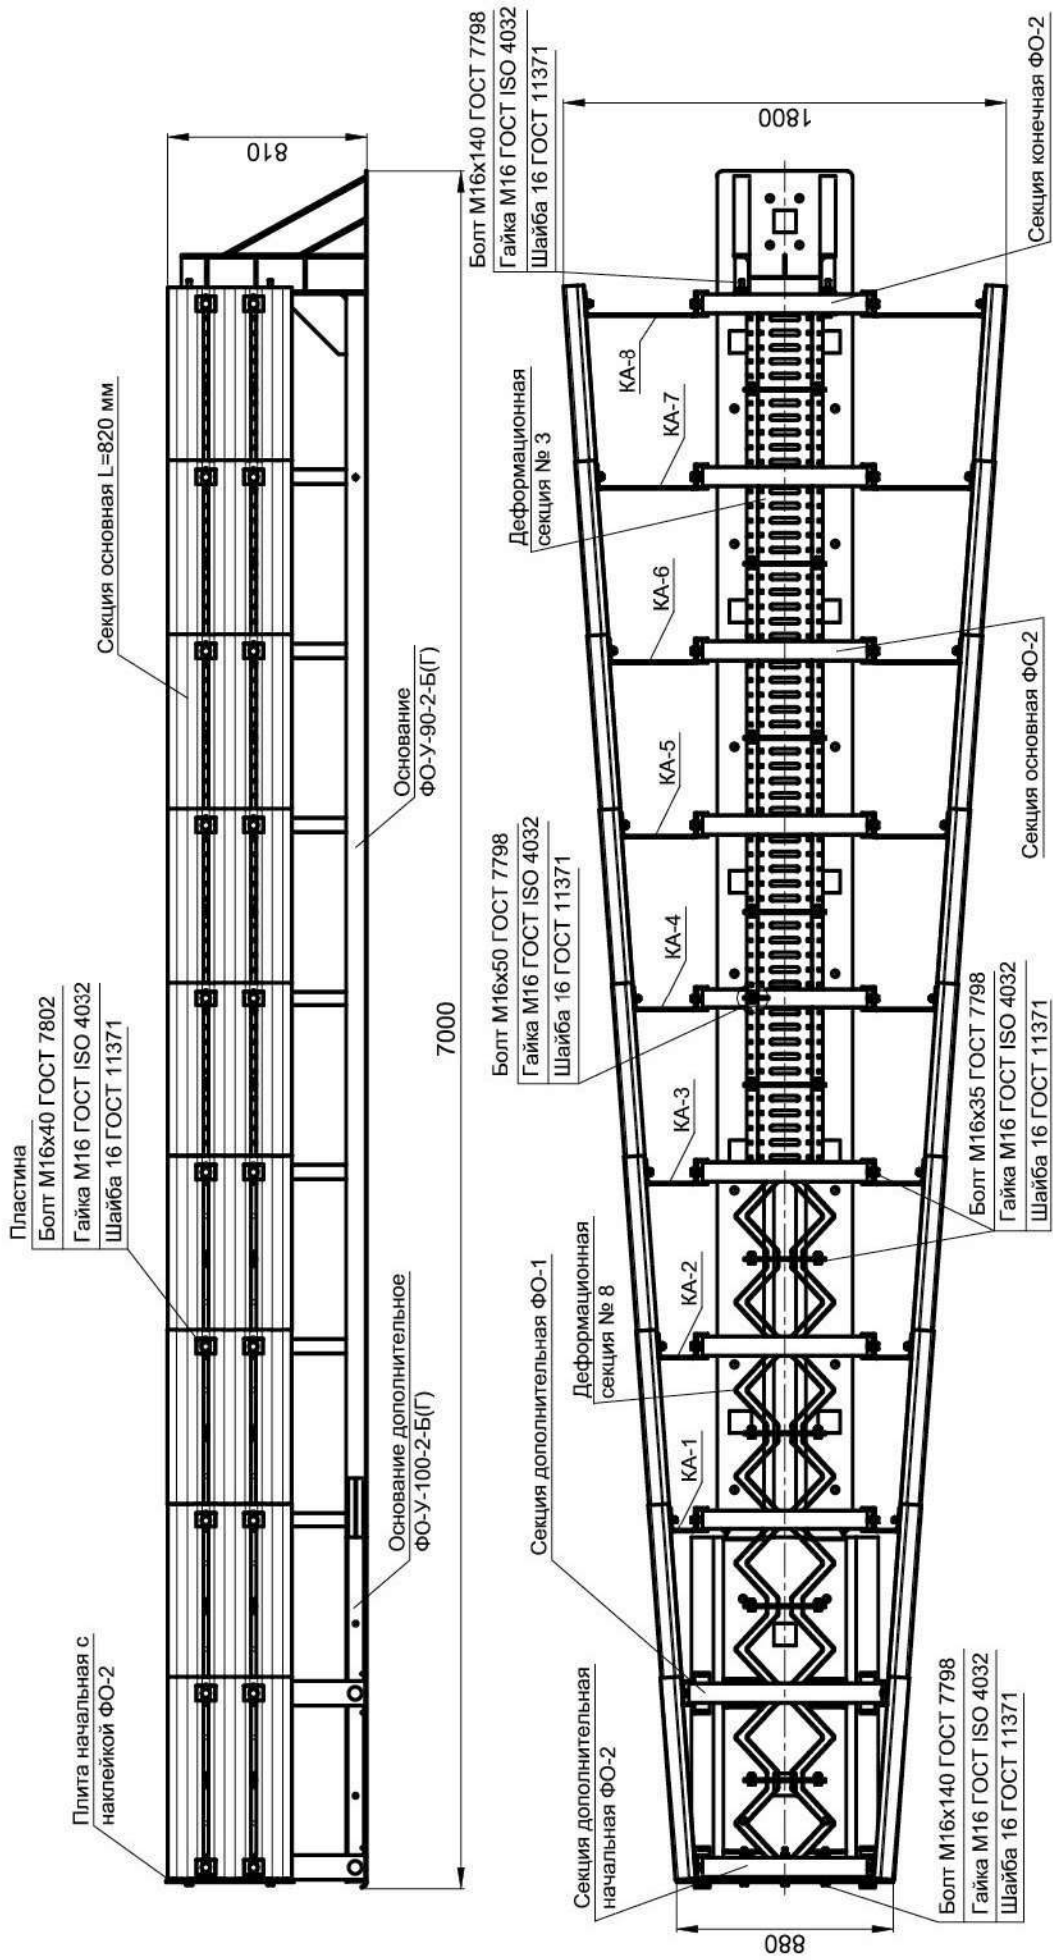 Плита начальная с
наклейкой ФО-2
Пластина
Болт М16х40 ГОСТ 7802
Гайка М16 ГОСТ ISO 4032
Шайба 16 ГОСТ 11371
Секция основная L=820 мм
810
Основание дополнительное
ФО-У-100-2-Б(Г)
Основание
ФО-У-90-2-Б(Г)
7000
Секция дополнительная
начальная ФО-2
Секция дополнительная ФО-1
Деформационная
секция № 8
Болт М16х50 ГОСТ 7798
Гайка М16 ГОСТ ISO 4032
Шайба 16 ГОСТ 11371
Деформационная
секция № 3
Болт М16х140 ГОСТ 7798
Гайка М16 ГОСТ ISO 4032
Шайба 16 ГОСТ 11371
КА-1
КА-2
КА-3
КА-4
КА-5
КА-6
КА-7
КА-8
880
1800
Болт М16х140 ГОСТ 7798
Гайка М16 ГОСТ ISO 4032
Шайба 16 ГОСТ 11371
Болт М16х35 ГОСТ 7798
Гайка М16 ГОСТ ISO 4032
Шайба 16 ГОСТ 11371
Секция основная ФО-2
Секция конечная ФО-2